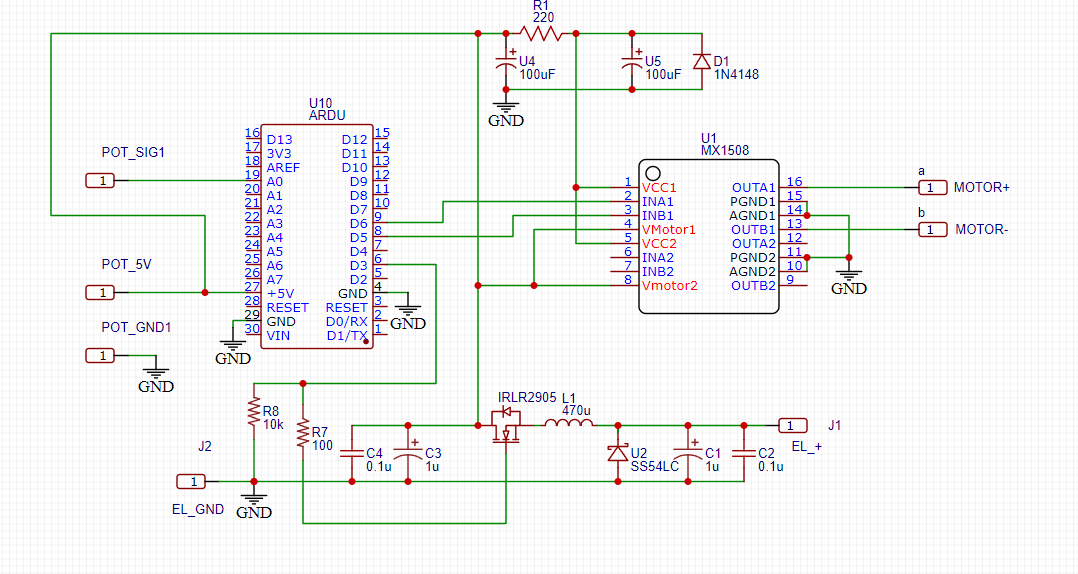 R1
220
U4
100uF
U5
100uF
D1
1N4148
GND
U10
ARDU
16 D13 D12 15
17 3V3 D11 14
18 AREF D10 13
19 A0 D9 12
20 A1 D8 11
21 A2 D7 10
22 A3 D6 9
23 A4 D5 8
24 A5 D4 7
25 A6 D3 6
26 A7 D2 5
27 +5V GND 4
28 RESET RESET 3
29 GND D0/RX 2
30 VIN D1/TX 1
GND
GND
POT_SIG1
1
POT_5V
1
POT_GND1
1
GND
U1
MX1508
1 VCC1 OUTA1 16
2 INA1 PGND1 15
3 INB1 AGND1 14
4 VMotor1 OUTB1 13
5 VCC2 OUTA2 12
6 INA2 PGND2 11
7 INB2 AGND2 10
8 Vmotor2 OUTB2 9
a
1 MOTOR+
b
1 MOTOR-
GND
R8
10k
R7
100
J2
1
EL_GND
GND
C4
0.1u
C3
1u
IRLR2905
L1
470u
U2
SS54LC
C1
1u
C2
0.1u
1 J1
EL_+